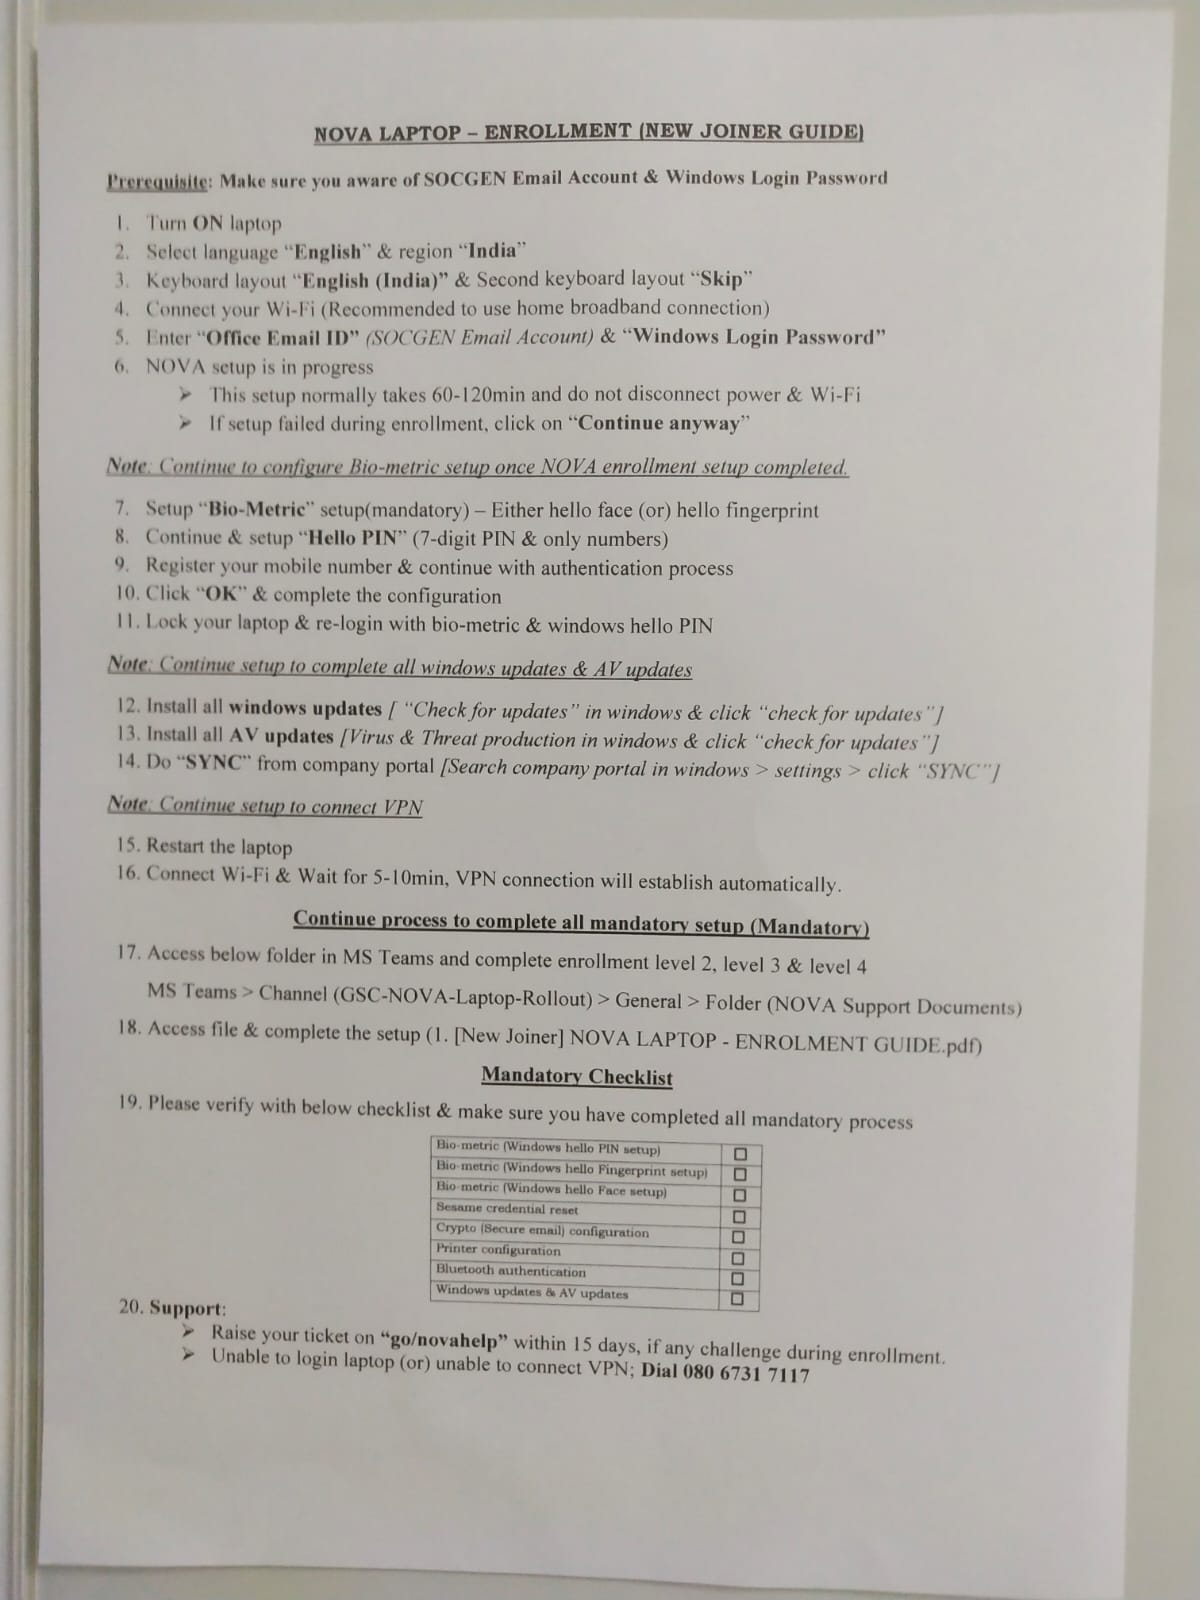 NOVA LAPTOP – ENROLLMENT (NEW JOINER GUIDE)
Prerequisite: Make sure you aware of SOCGEN Email Account & Windows Login Password
1. Turn ON laptop
2. Select language “English” & region “India”
3. Keyboard layout “English (India)” & Second keyboard layout “Skip”
4. Connect your Wi-Fi (Recommended to use home broadband connection)
5. Enter “Office Email ID” (SOCGEN Email Account) & “Windows Login Password”
6. NOVA setup is in progress
➤ This setup normally takes 60-120min and do not disconnect power & Wi-Fi
➤ If setup failed during enrollment, click on “Continue anyway”
Note: Continue to configure Bio-metric setup once NOVA enrollment setup completed.
7. Setup “Bio-Metric” setup(mandatory) – Either hello face (or) hello fingerprint
8. Continue & setup “Hello PIN” (7-digit PIN & only numbers)
9. Register your mobile number & continue with authentication process
10. Click “OK” & complete the configuration
11. Lock your laptop & re-login with bio-metric & windows hello PIN
Note: Continue setup to complete all windows updates & AV updates
12. Install all windows updates [ “Check for updates” in windows & click “check for updates”]
13. Install all AV updates [Virus & Threat production in windows & click “check for updates”]
14. Do “SYNC” from company portal [Search company portal in windows > settings > click “SYNC”]
Note: Continue setup to connect VPN
15. Restart the laptop
16. Connect Wi-Fi & Wait for 5-10min, VPN connection will establish automatically.
Continue process to complete all mandatory setup (Mandatory)
17. Access below folder in MS Teams and complete enrollment level 2, level 3 & level 4
MS Teams > Channel (GSC-NOVA-Laptop-Rollout) > General > Folder (NOVA Support Documents)
18. Access file & complete the setup (1. [New Joiner] NOVA LAPTOP - ENROLMENT GUIDE.pdf)
Mandatory Checklist
19. Please verify with below checklist & make sure you have completed all mandatory process
Bio-metric (Windows hello PIN setup) ☐
Bio-metric (Windows hello Fingerprint setup) ☐
Bio-metric (Windows hello Face setup) ☐
Sesame credential reset ☐
Crypto (Secure email) configuration ☐
Printer configuration ☐
Bluetooth authentication ☐
Windows updates & AV updates ☐
20. Support:
➤ Raise your ticket on “go/novahelp” within 15 days, if any challenge during enrollment.
➤ Unable to login laptop (or) unable to connect VPN; Dial 080 6731 7117